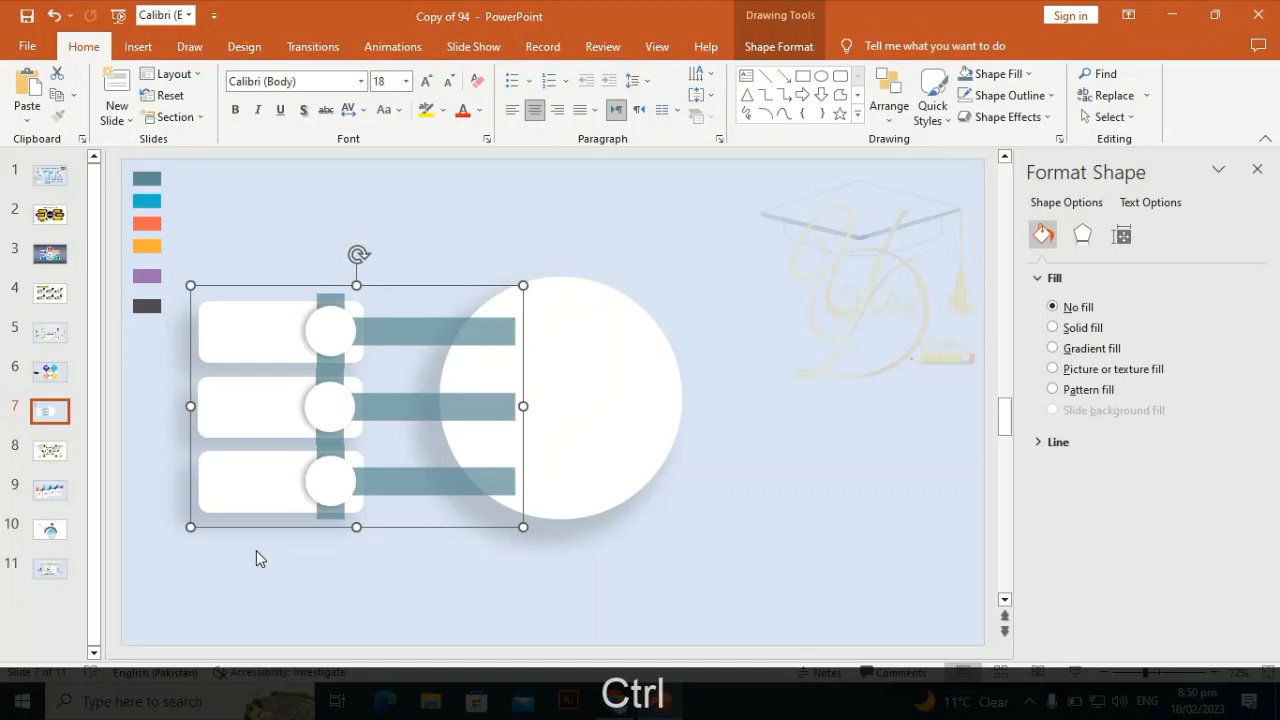 Calibri (E
Copy of 94 - PowerPoint
Drawing Tools
Sign in
File
Home
Insert
Draw
Design
Transitions
Animations
Slide Show
Record
Review
View
Help
Shape Format
Tell me what you want to do
Paste
Clipboard
New
Slide
Layout
Reset
Section
Slides
Calibri (Body)
18
Font
Paragraph
Arrange
Quick
Styles
Shape Fill
Shape Outline
Shape Effects
Drawing
Find
Replace
Select
Editing
1
2
3
4
5
6
7
8
9
10
11
Format Shape
Shape Options
Text Options
Fill
No fill
Solid fill
Gradient fill
Picture or texture fill
Pattern fill
Slide background fill
Line
Slide 7 of 11
English (Pakistan)
Accessibility: Investigate
Notes
Comments
72%
Ctrl
Type here to search
11°C Clear
ENG
8:50 pm
10/02/2023